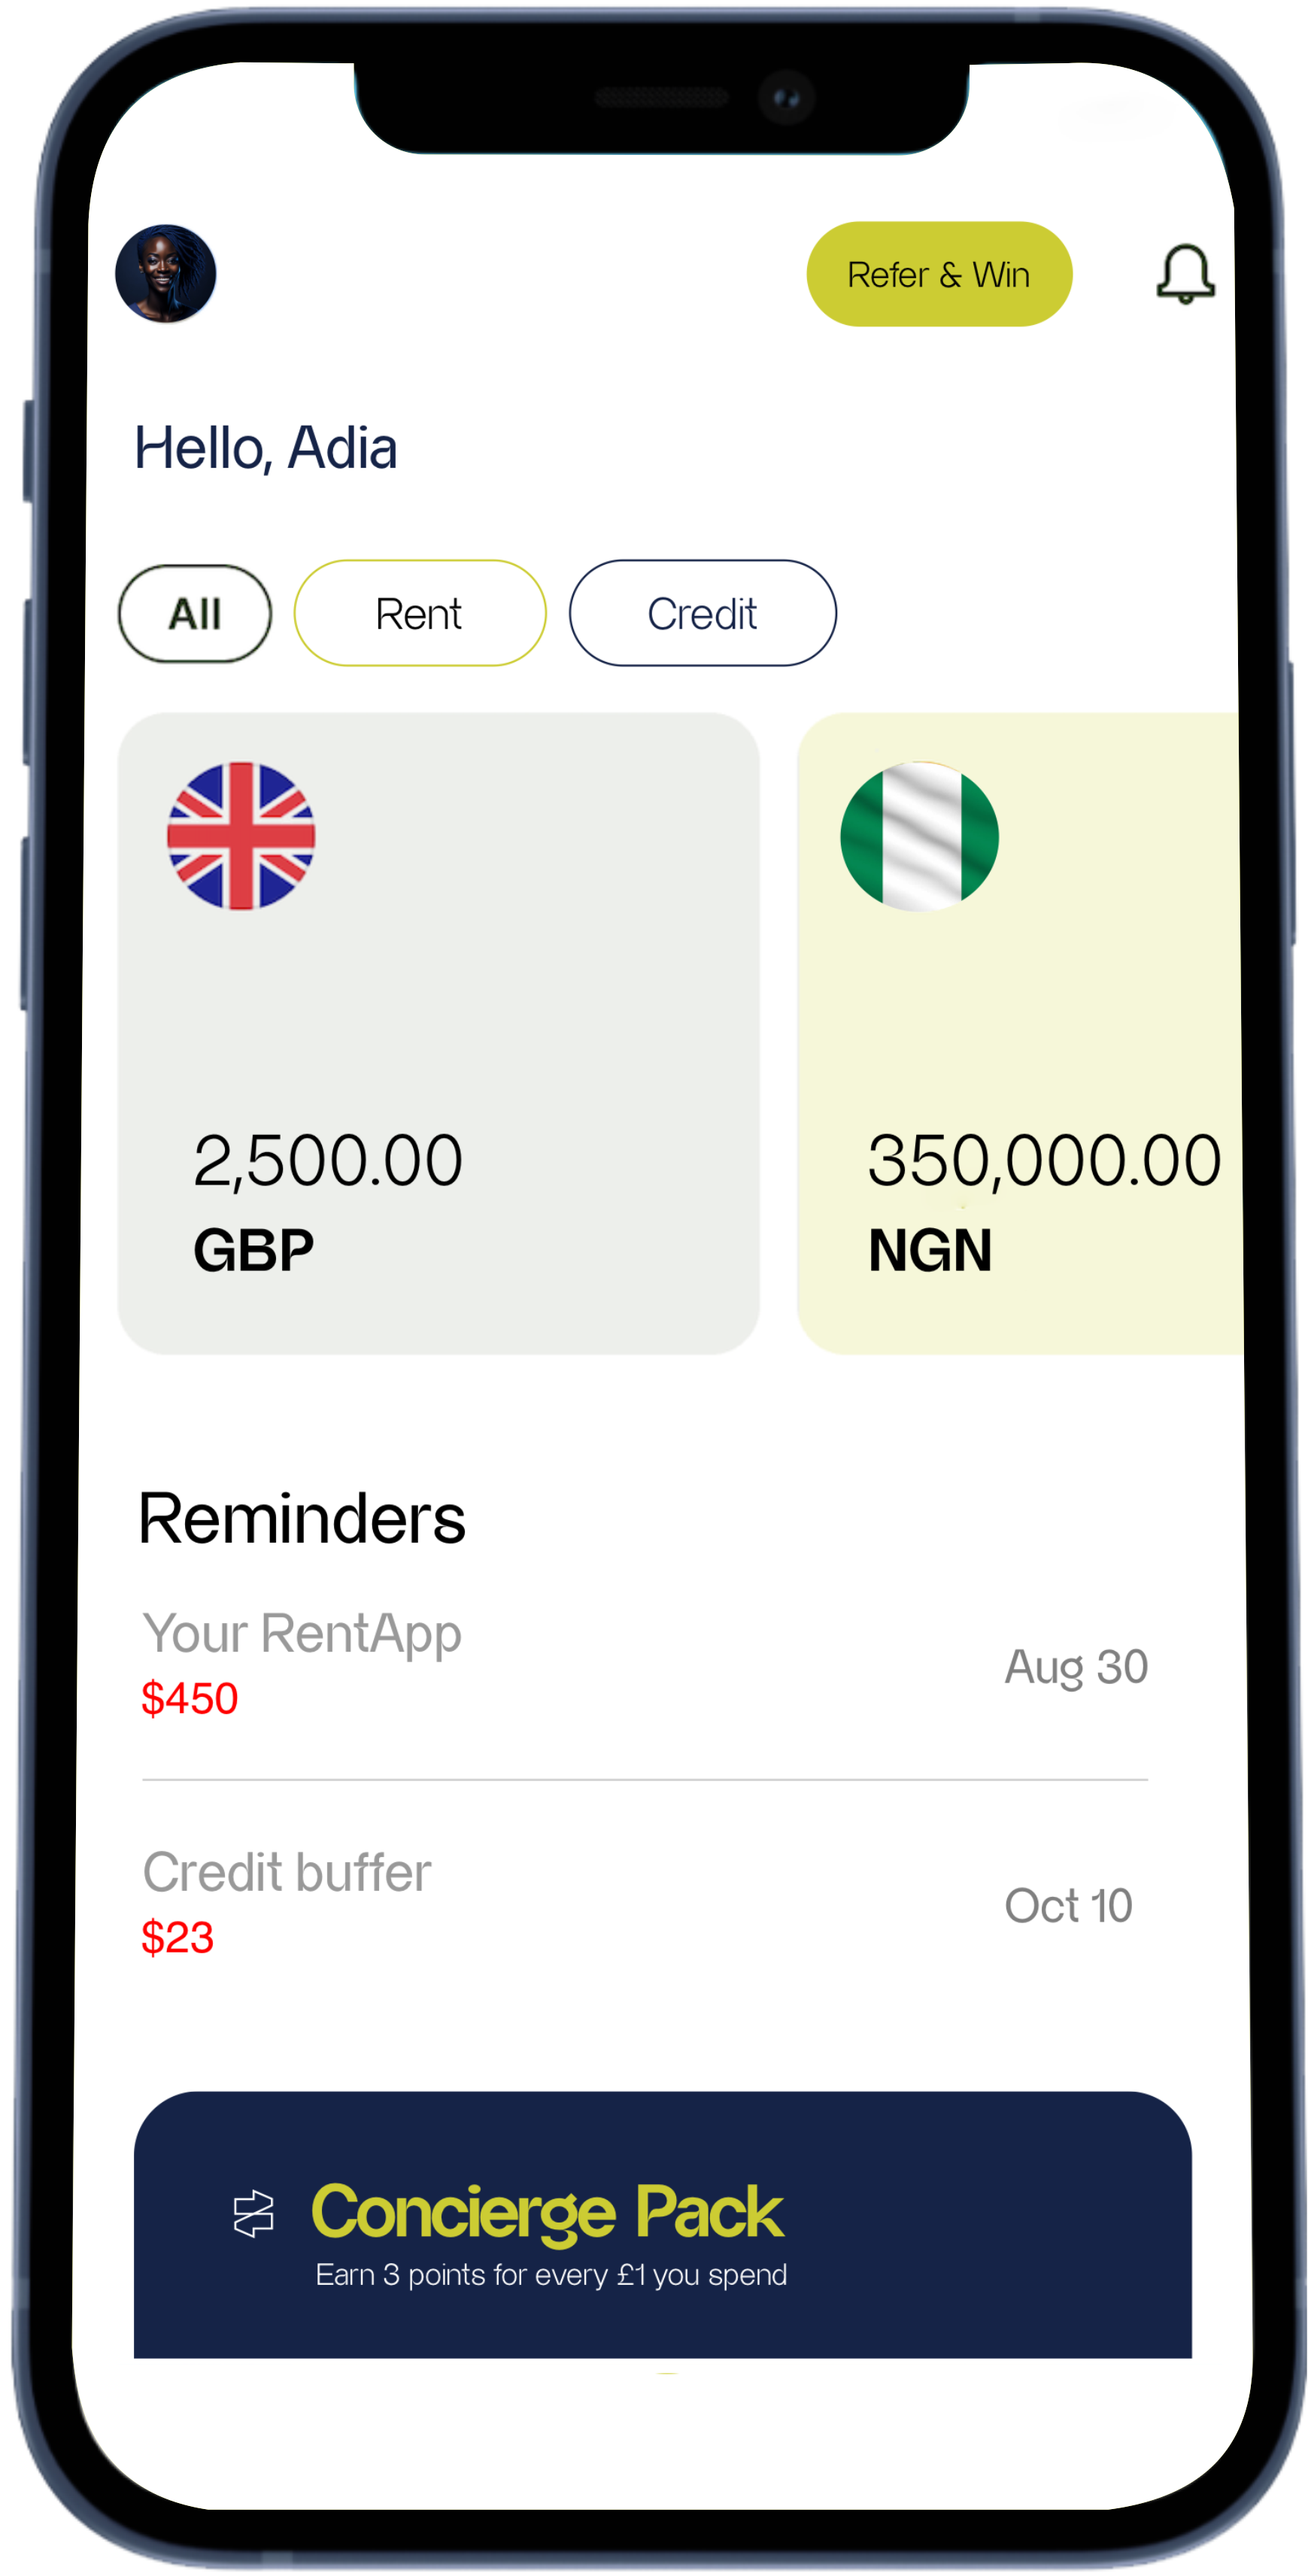 Refer & Win
Hello, Adia
All
Rent
Credit
2,500.00
GBP
350,000.00
NGN
Reminders
Your RentApp
$450
Aug 30
Credit buffer
$23
Oct 10
Concierge Pack
Earn 3 points for every £1 you spend